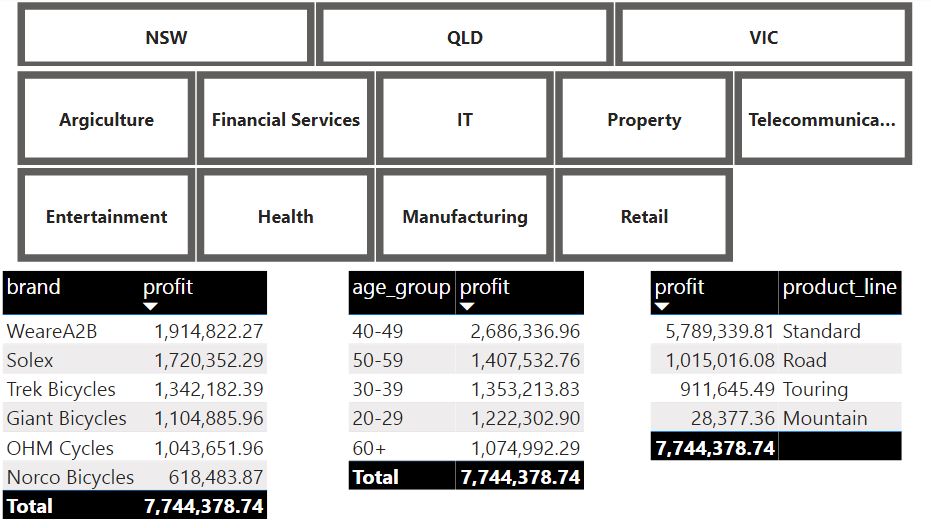 NSW QLD VIC
Argiculture Financial Services IT Property Telecommunica...
Entertainment Health Manufacturing Retail
brand profit
WeareA2B 1,914,822.27
Solex 1,720,352.29
Trek Bicycles 1,342,182.39
Giant Bicycles 1,104,885.96
OHM Cycles 1,043,651.96
Norco Bicycles 618,483.87
Total 7,744,378.74
age_group profit
40-49 2,686,336.96
50-59 1,407,532.76
30-39 1,353,213.83
20-29 1,222,302.90
60+ 1,074,992.29
Total 7,744,378.74
profit product_line
5,789,339.81 Standard
1,015,016.08 Road
911,645.49 Touring
28,377.36 Mountain
7,744,378.74